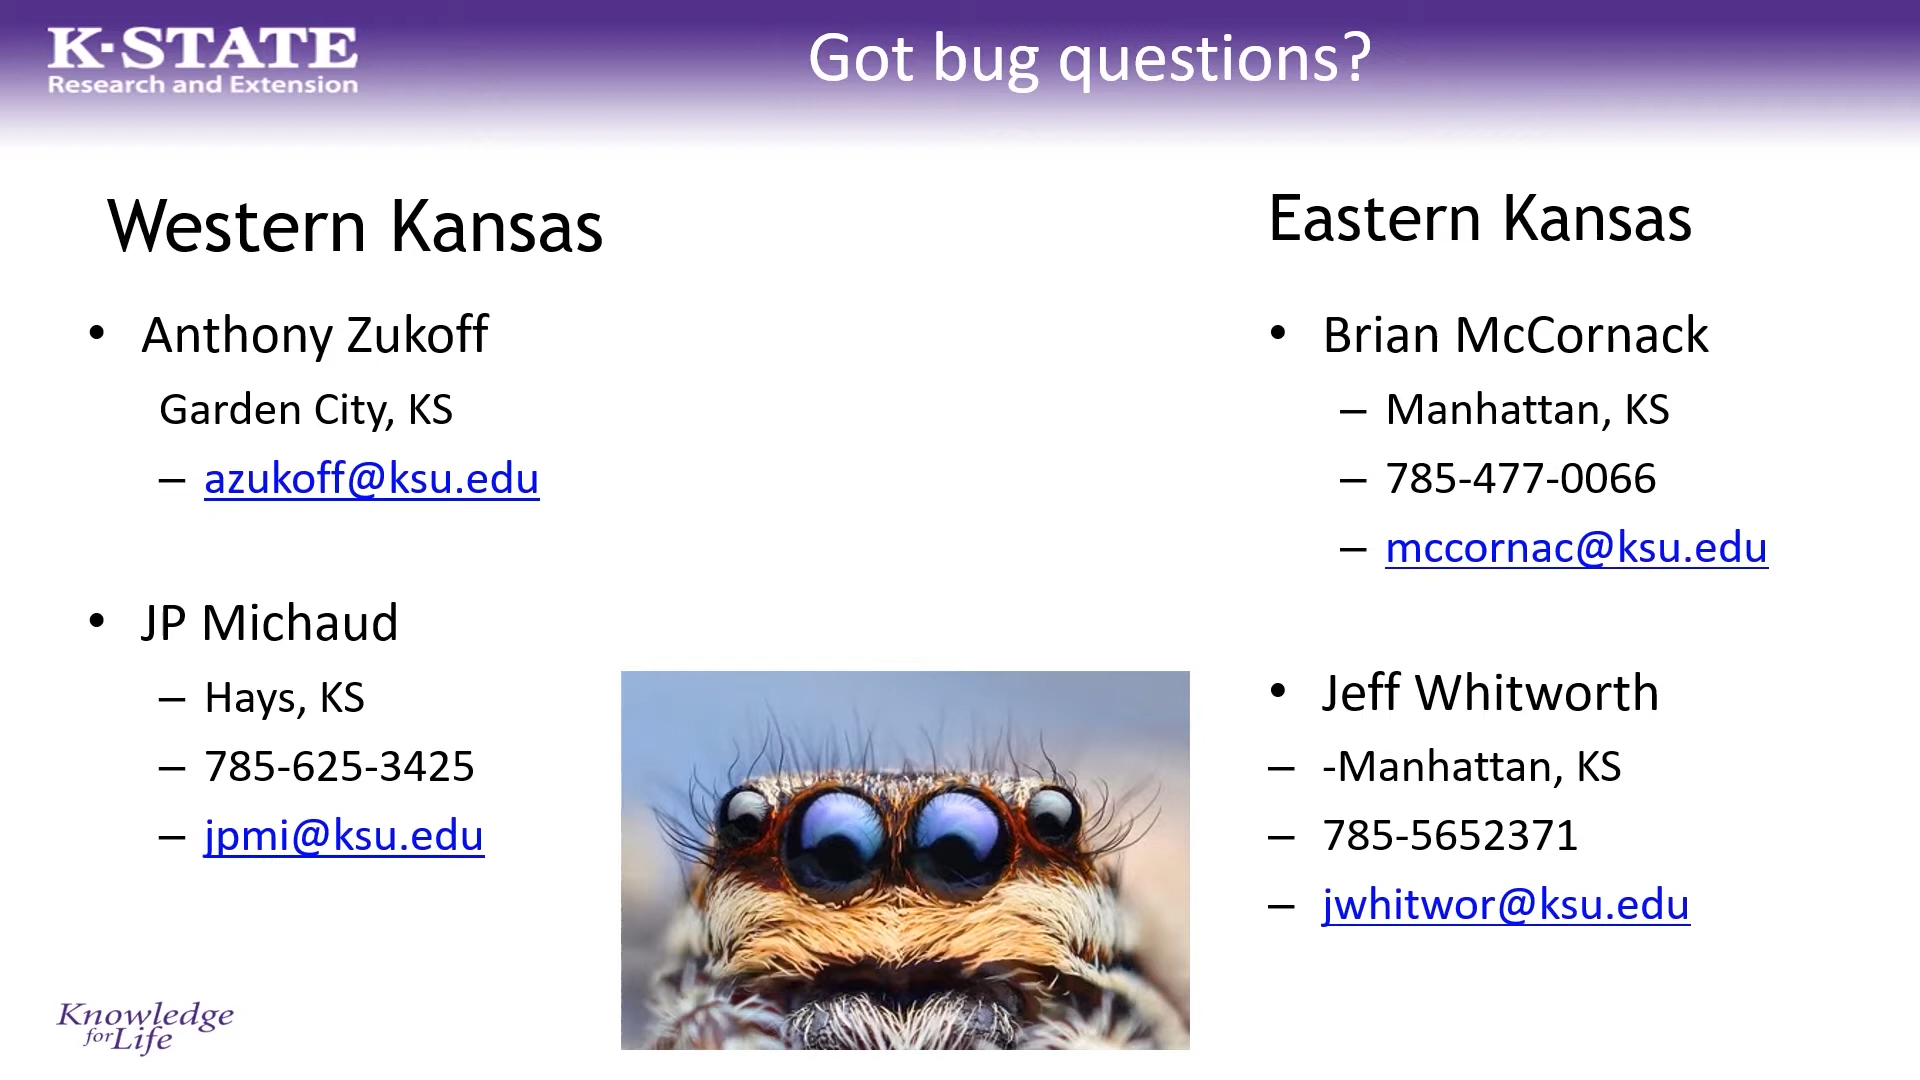 K-STATE
Research and Extension
Got bug questions?
Western Kansas
• Anthony Zukoff
Garden City, KS
– azukoff@ksu.edu
• JP Michaud
– Hays, KS
– 785-625-3425
– jpmi@ksu.edu
Eastern Kansas
• Brian McCornack
– Manhattan, KS
– 785-477-0066
– mccornac@ksu.edu
• Jeff Whitworth
– -Manhattan, KS
– 785-5652371
– jwhitwor@ksu.edu
Knowledge
for Life